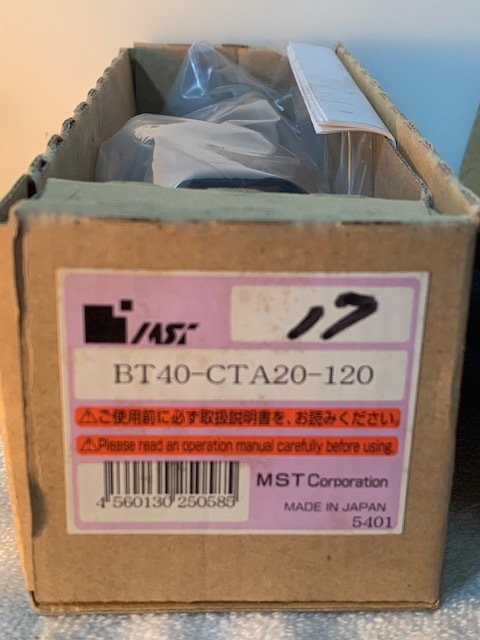 MST
17
BT40-CTA20-120
⚠ご使用前に必ず取扱説明書を、お読みください。
⚠Please read an operation manual carefully before using.
4 560130 250585
MST Corporation
MADE IN JAPAN
5401